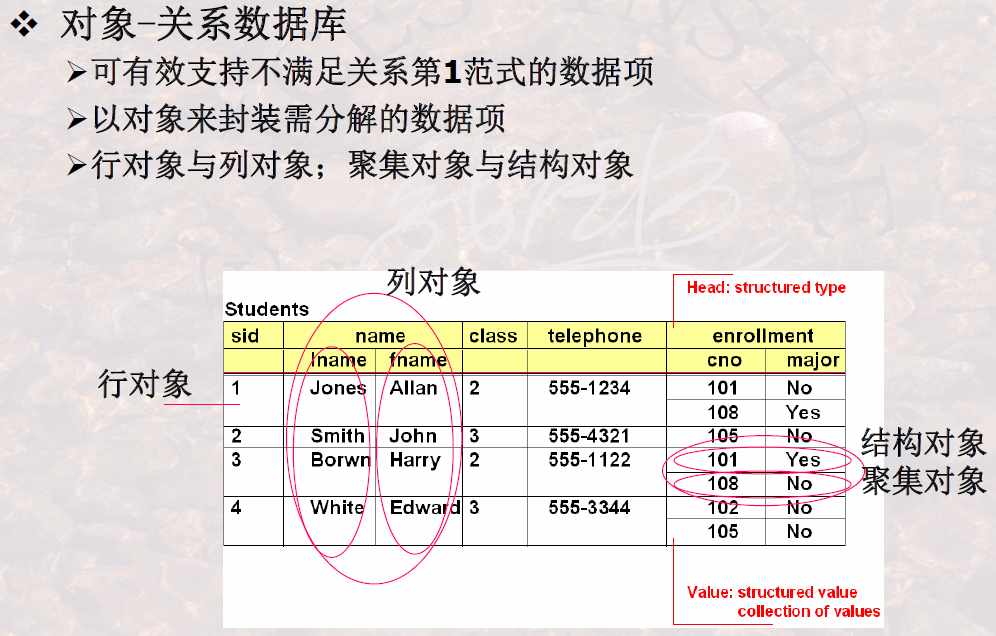 ❖ 对象-关系数据库
➢可有效支持不满足关系第1范式的数据项
➢以对象来封装需分解的数据项
➢行对象与列对象；聚集对象与结构对象
列对象
Head: structured type
Students
sid name class telephone enrollment
lname fname cno major
行对象
1 Jones Allan 2 555-1234 101 No
108 Yes
2 Smith John 3 555-4321 105 No
3 Borwn Harry 2 555-1122 101 Yes
结构对象
108 No
聚集对象
4 White Edward 3 555-3344 102 No
105 No
Value: structured value
collection of values